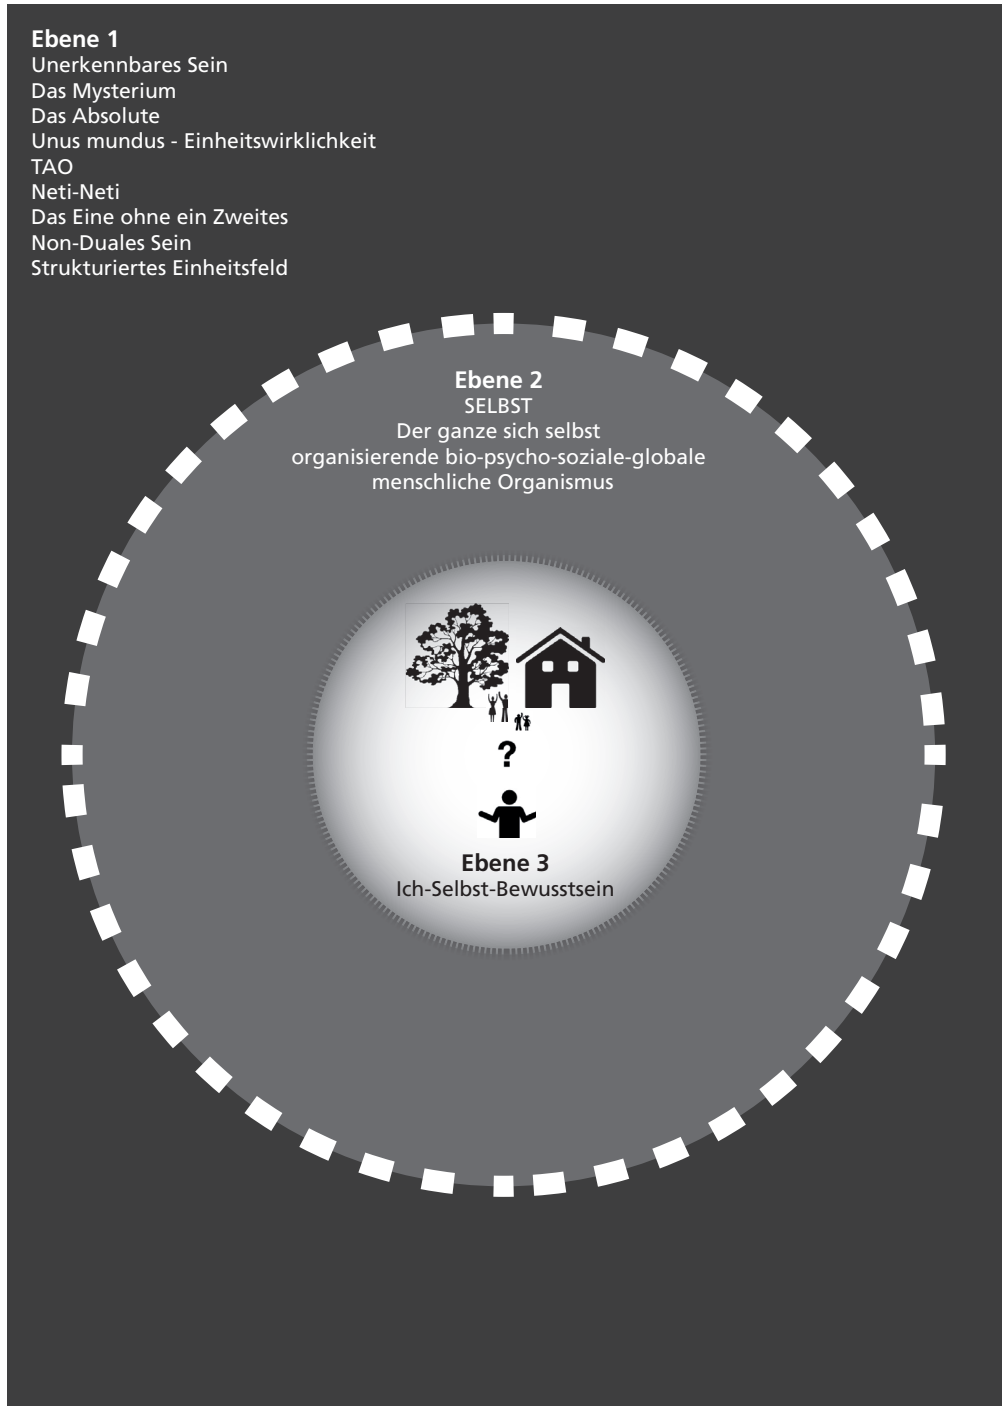 Ebene 1
Unerkennbares Sein
Das Mysterium
Das Absolute
Unus mundus - Einheitswirklichkeit
TAO
Neti-Neti
Das Eine ohne ein Zweites
Non-Duales Sein
Strukturiertes Einheitsfeld
Ebene 2
SELBST
Der ganze sich selbst
organisierende bio-psycho-soziale-globale
menschliche Organismus
?
Ebene 3
Ich-Selbst-Bewusstsein